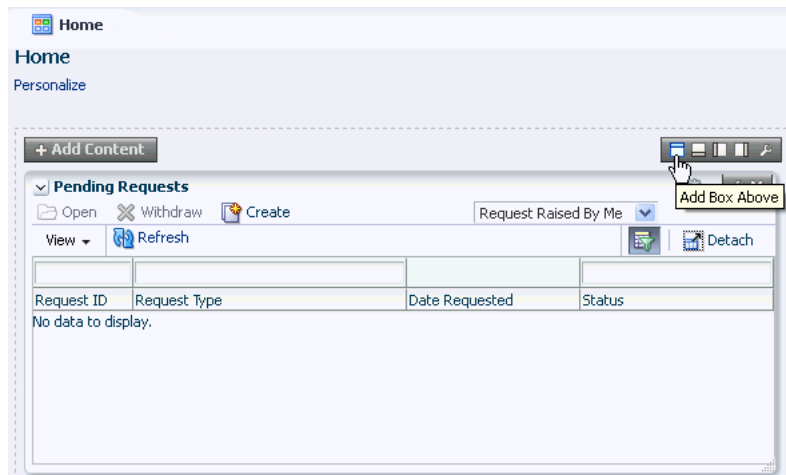 Home
Home
Personalize
+ Add Content
Add Box Above
Pending Requests
Open Withdraw Create Request Raised By Me
View Refresh Detach
Request ID Request Type Date Requested Status
No data to display.